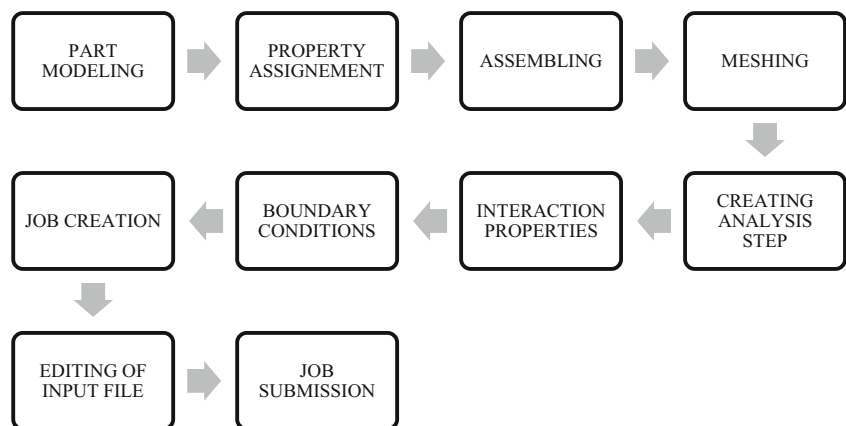 PART
MODELING
PROPERTY
ASSIGNEMENT
ASSEMBLING
MESHING
CREATING
ANALYSIS
STEP
INTERACTION
PROPERTIES
BOUNDARY
CONDITIONS
JOB CREATION
EDITING OF
INPUT FILE
JOB
SUBMISSION